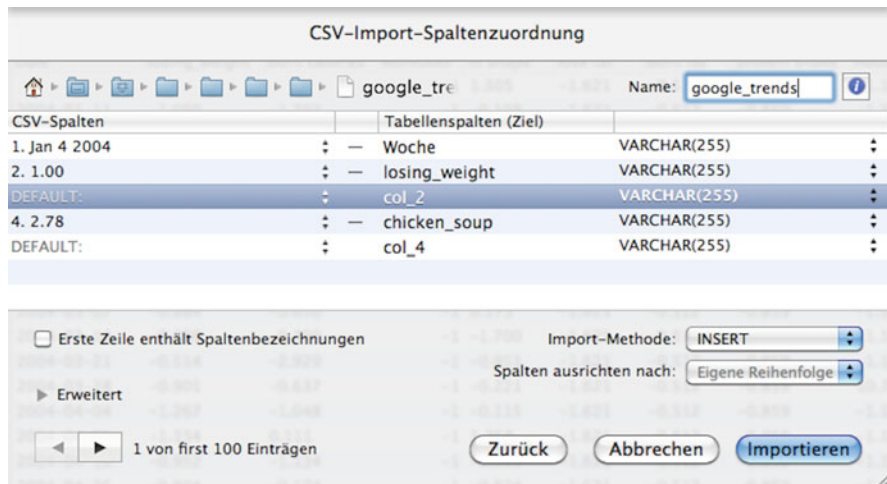 CSV-Import-Spaltenzuordnung
google_tre Name: google_trends
CSV-Spalten Tabellenspalten (Ziel)
1. Jan 4 2004 — Woche VARCHAR(255)
2. 1.00 — losing_weight VARCHAR(255)
DEFAULT: col_2 VARCHAR(255)
4. 2.78 — chicken_soup VARCHAR(255)
DEFAULT: col_4 VARCHAR(255)
Erste Zeile enthält Spaltenbezeichnungen Import-Methode: INSERT
Spalten ausrichten nach: Eigene Reihenfolge
Erweitert
1 von first 100 Einträgen Zurück Abbrechen Importieren